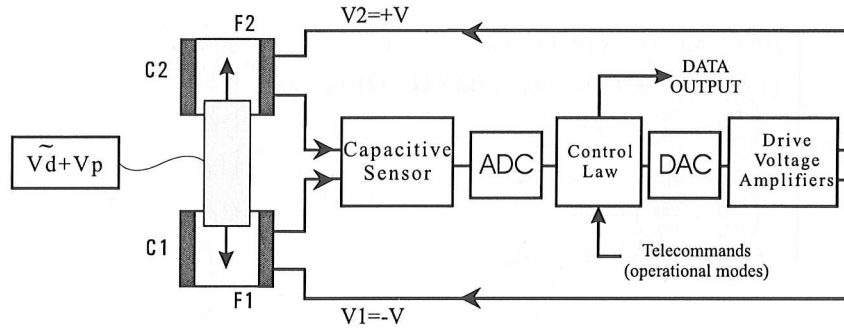 F2
V2=+V
C2
DATA
OUTPUT
Ṽd+Vp
Capacitive
Sensor
ADC
Control
Law
DAC
Drive
Voltage
Amplifiers
C1
Telecommands
(operational modes)
F1
V1=-V